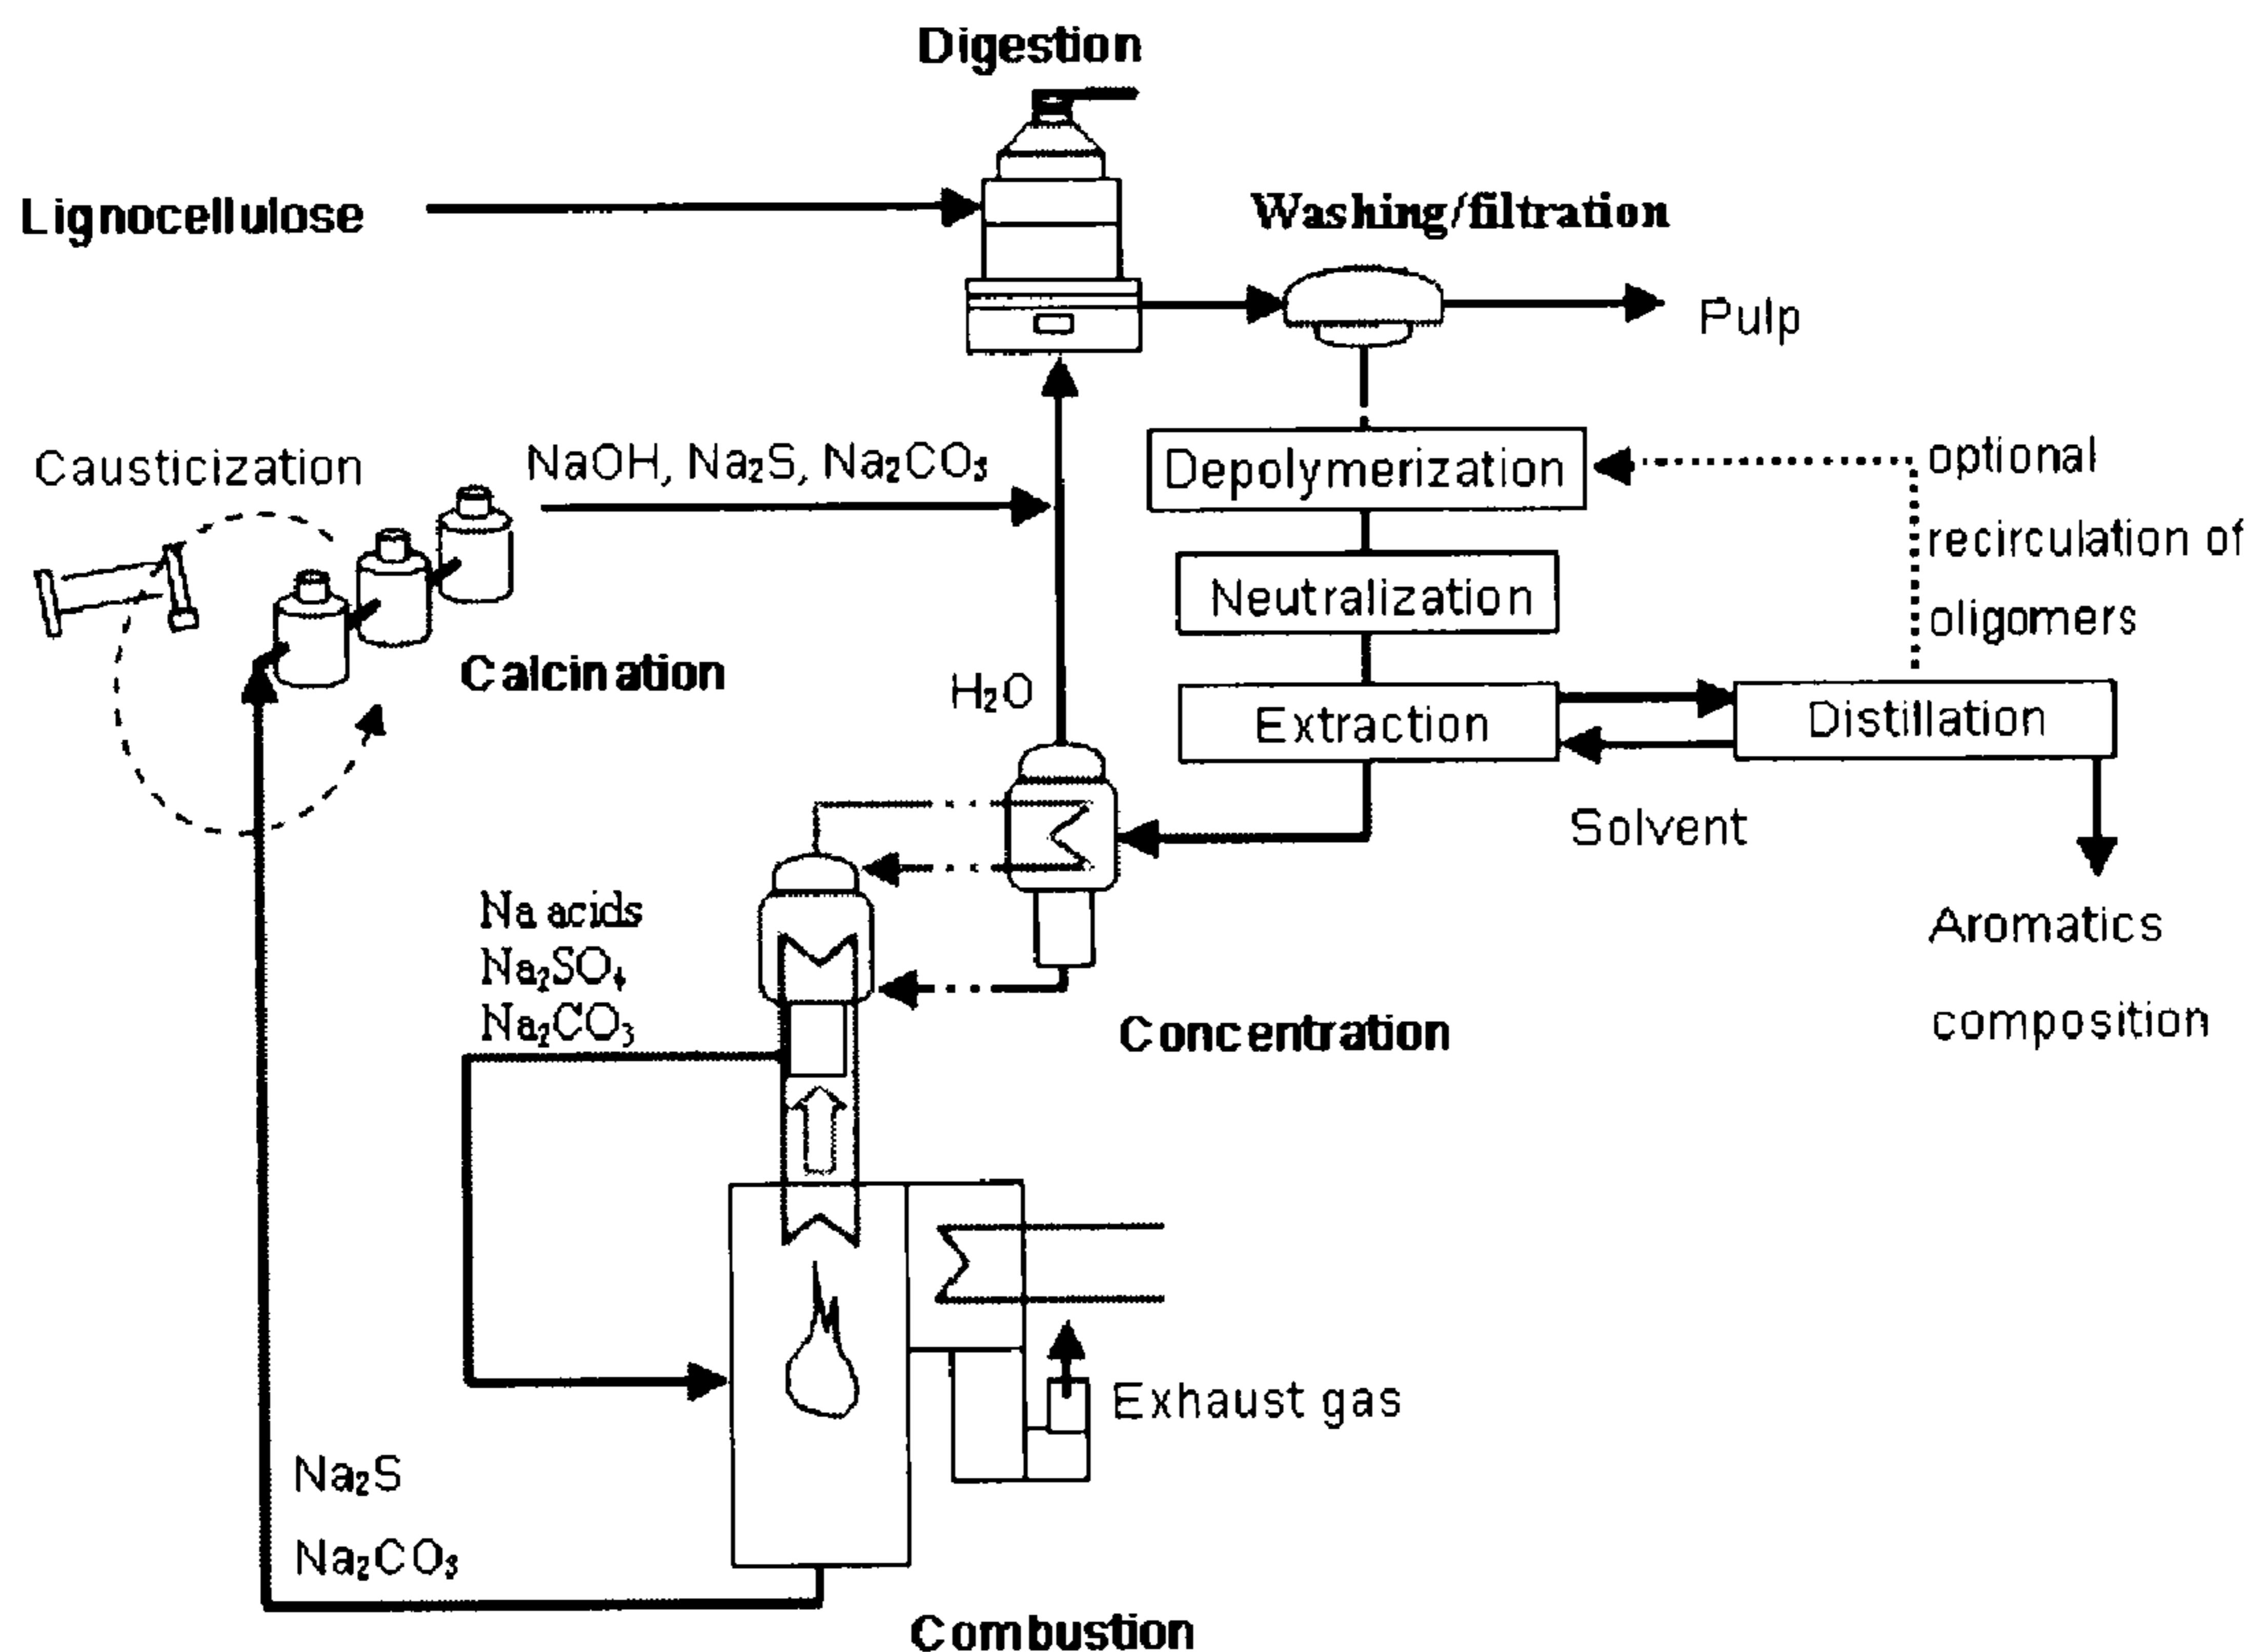 Digestion
Lignocellulose
Washing/filtration
Pulp
Causticization
NaOH, Na₂S, Na₂CO₃
Depolymerization
optional
recirculation of
oligomers
Neutralization
Calcination
H₂O
Extraction
Distillation
Solvent
Na acids
Na₂SO₄
Na₂CO₃
Aromatics
composition
Concentration
Exhaust gas
Na₂S
Na₂CO₃
Combustion